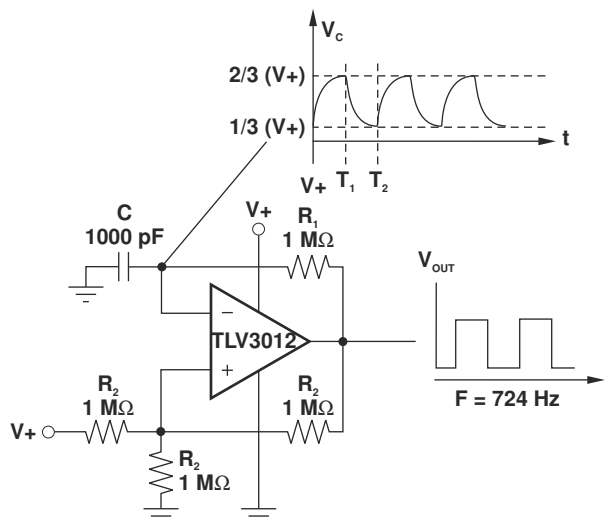 V_C
2/3 (V+)
1/3 (V+)
t
V+ T_1 T_2
C
1000 pF
V+
R_1
1 MΩ
V_OUT
–
TLV3012
+
R_2
1 MΩ
R_2
1 MΩ
V+
R_2
1 MΩ
F = 724 Hz